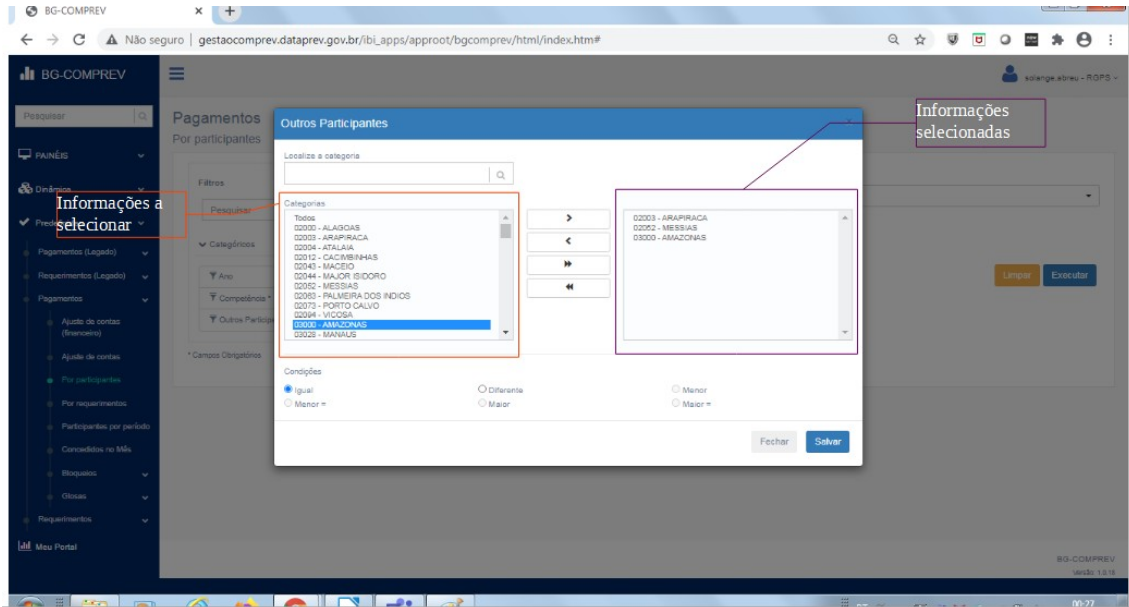 BG-COMPREV
Não seguro | gestaocomprev.dataprev.gov.br/ibi_apps/approot/bgcomprev/html/index.htm#
BG-COMPREV
solange.abreu - RGPS
Pesquisar
PAINÉIS
Dinâmica
Pagamentos (Legado)
Requerimentos (Legado)
Pagamentos
Ajuste de contas
(financeiro)
Ajuste de contas
Por participantes
Por requerimentos
Participantes por período
Concedidos no Mês
Bloqueios
Glosas
Requerimentos
Meu Portal
Informações a
selecionar
Pagamentos
Por participantes
Filtros
Pesquisar
Categóricos
Ano
Competência *
* Campos Obrigatórios
Outros Participantes
×
Localize a categoria
Categorias
Todos
02000 - ALAGOAS
02003 - ARAPIRACA
02004 - ATALAIA
02012 - CACIMBINHAS
02043 - MACEIO
02044 - MAJOR ISIDORO
02052 - MESSIAS
02063 - PALMEIRA DOS INDIOS
02073 - PORTO CALVO
02094 - VICOSA
03000 - AMAZONAS
03028 - MANAUS
02003 - ARAPIRACA
02052 - MESSIAS
03000 - AMAZONAS
Informações
selecionadas
Condições
Igual
Diferente
Menor
Menor =
Maior
Maior =
Fechar
Salvar
Limpar
Executar
BG-COMPREV
Versão: 1.0.16
00:27